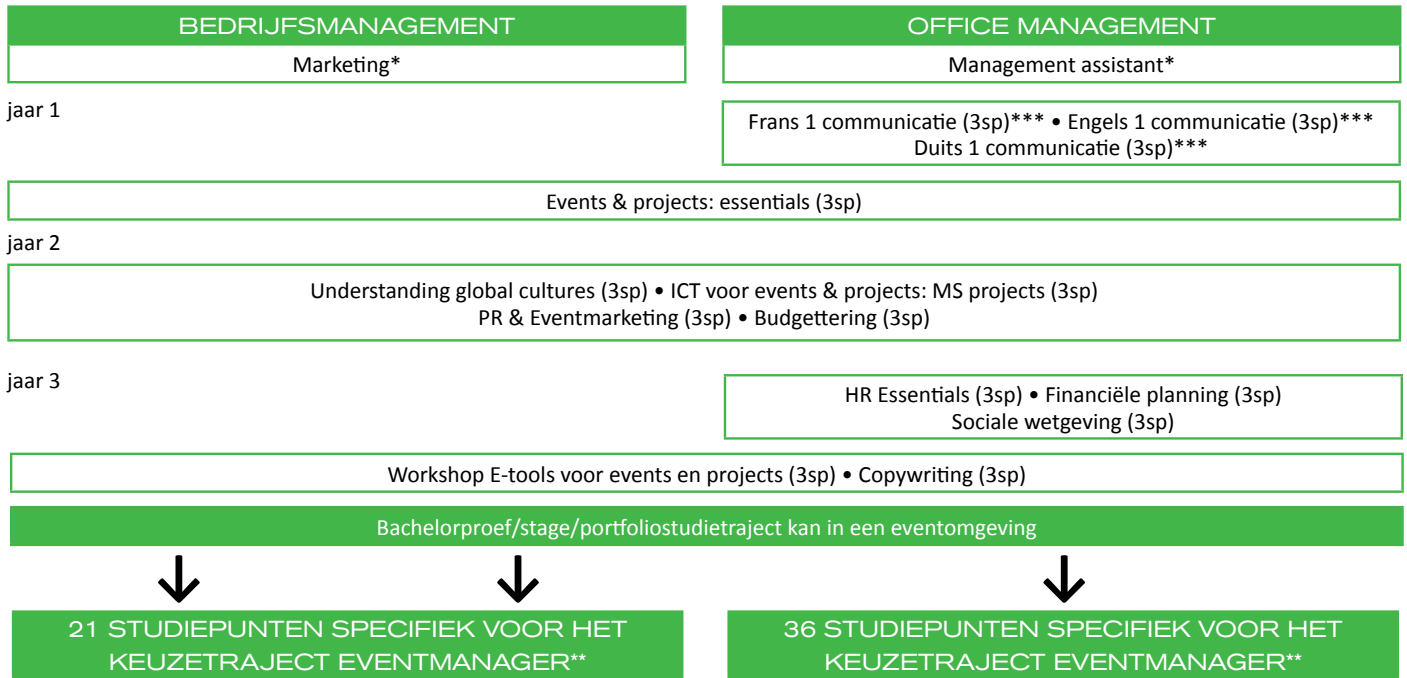 BEDRIJFSMANAGEMENT
OFFICE MANAGEMENT
Marketing*
Management assistant*
jaar 1
Frans 1 communicatie (3sp)*** • Engels 1 communicatie (3sp)***
Duits 1 communicatie (3sp)***
Events & projects: essentials (3sp)
jaar 2
Understanding global cultures (3sp) • ICT voor events & projects: MS projects (3sp)
PR & Eventmarketing (3sp) • Budgettering (3sp)
jaar 3
HR Essentials (3sp) • Financiële planning (3sp)
Sociale wetgeving (3sp)
Workshop E-tools voor events en projects (3sp) • Copywriting (3sp)
Bachelorproef/stage/portfoliostudietraject kan in een eventomgeving
21 STUDIEPUNTEN SPECIFIEK VOOR HET
KEUZETRAJECT EVENTMANAGER**
36 STUDIEPUNTEN SPECIFIEK VOOR HET
KEUZETRAJECT EVENTMANAGER**